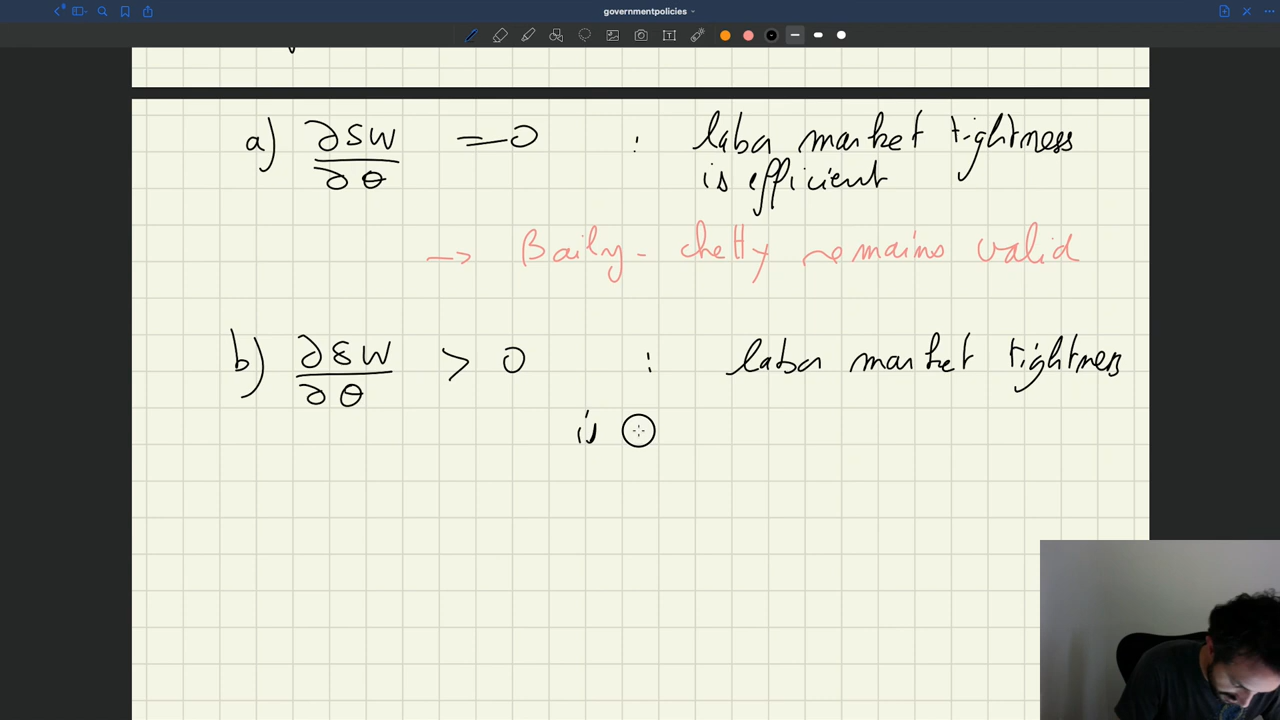 governmentpolicies
a) ∂SW/∂θ = 0 : labor market tightness
is efficient
→ Baily-chetty remains valid
b) ∂SW/∂θ > 0 : labor market tightness
is